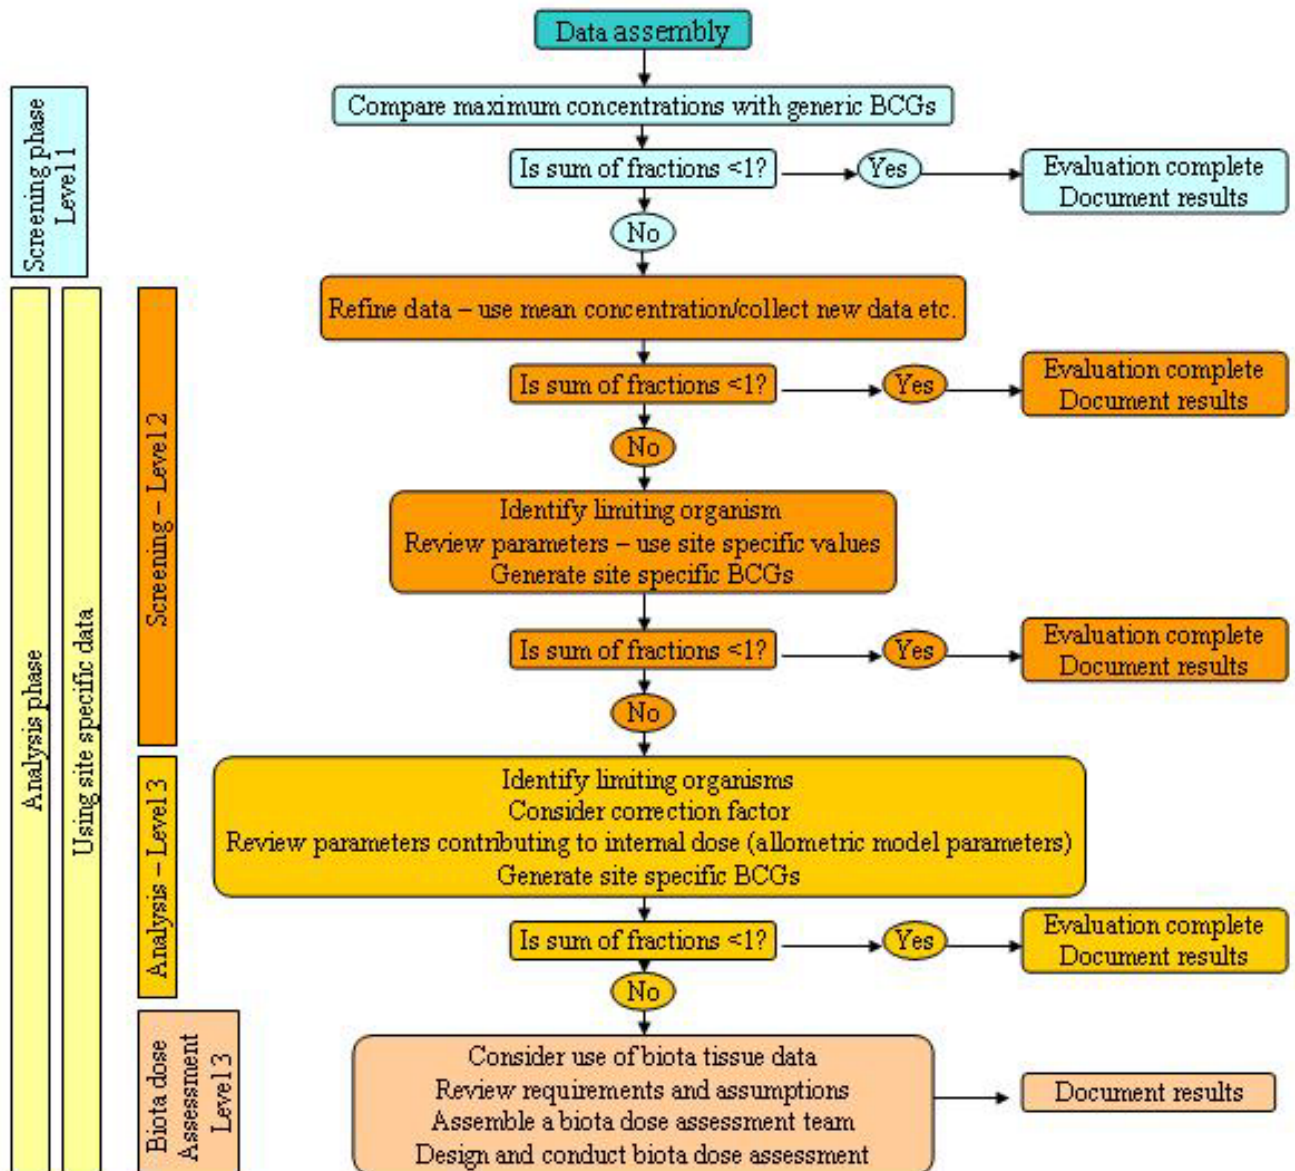 Data assembly
Screening phase
Level 1
Compare maximum concentrations with generic BCGs
Is sum of fractions <1?
Yes
Evaluation complete
Document results
No
Analysis phase
Using site specific data
Screening – Level 2
Refine data – use mean concentration/collect new data etc.
Is sum of fractions <1?
Yes
Evaluation complete
Document results
No
Identify limiting organism
Review parameters – use site specific values
Generate site specific BCGs
Is sum of fractions <1?
Yes
Evaluation complete
Document results
No
Analysis – Level 3
Identify limiting organisms
Consider correction factor
Review parameters contributing to internal dose (allometric model parameters)
Generate site specific BCGs
Is sum of fractions <1?
Yes
Evaluation complete
Document results
No
Biota dose
Assessment
Level 3
Consider use of biota tissue data
Review requirements and assumptions
Assemble a biota dose assessment team
Design and conduct biota dose assessment
Document results